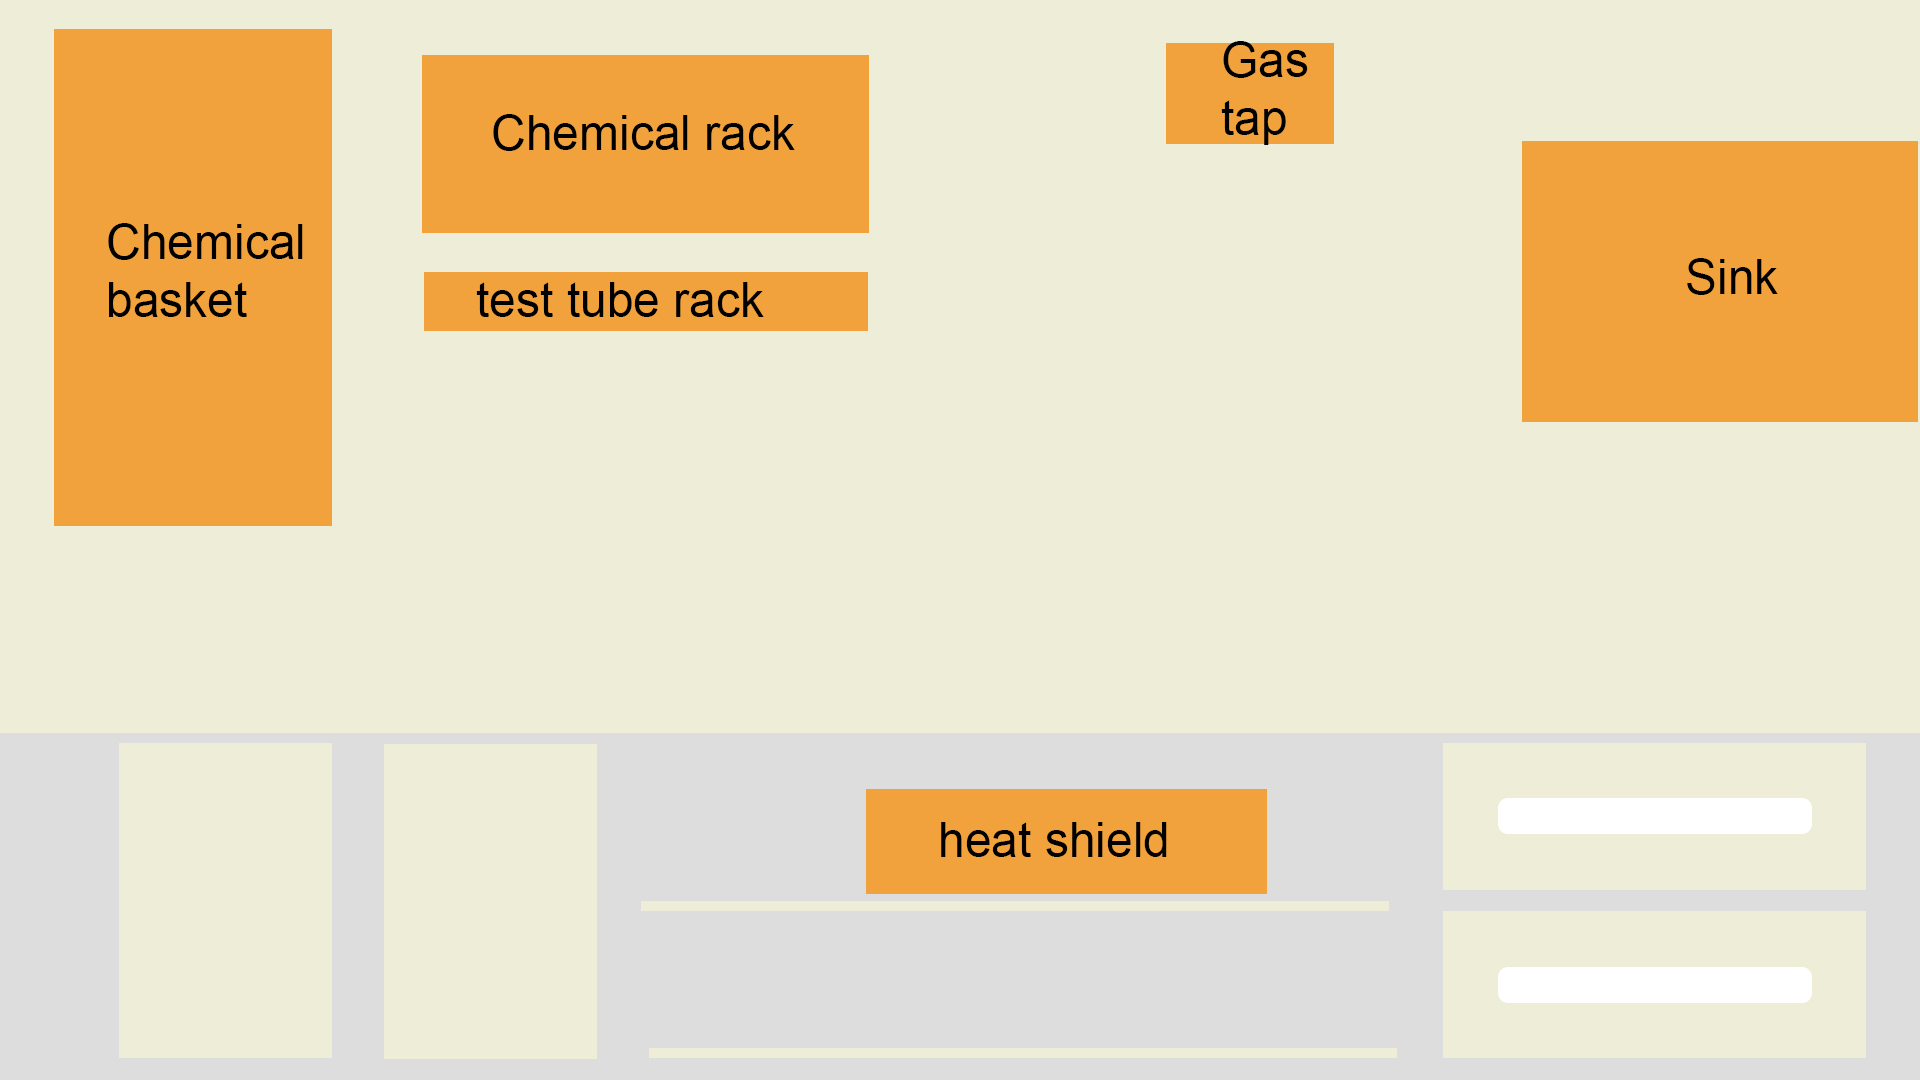 Gas
tap
Chemical rack
Chemical
basket
test tube rack
Sink
heat shield